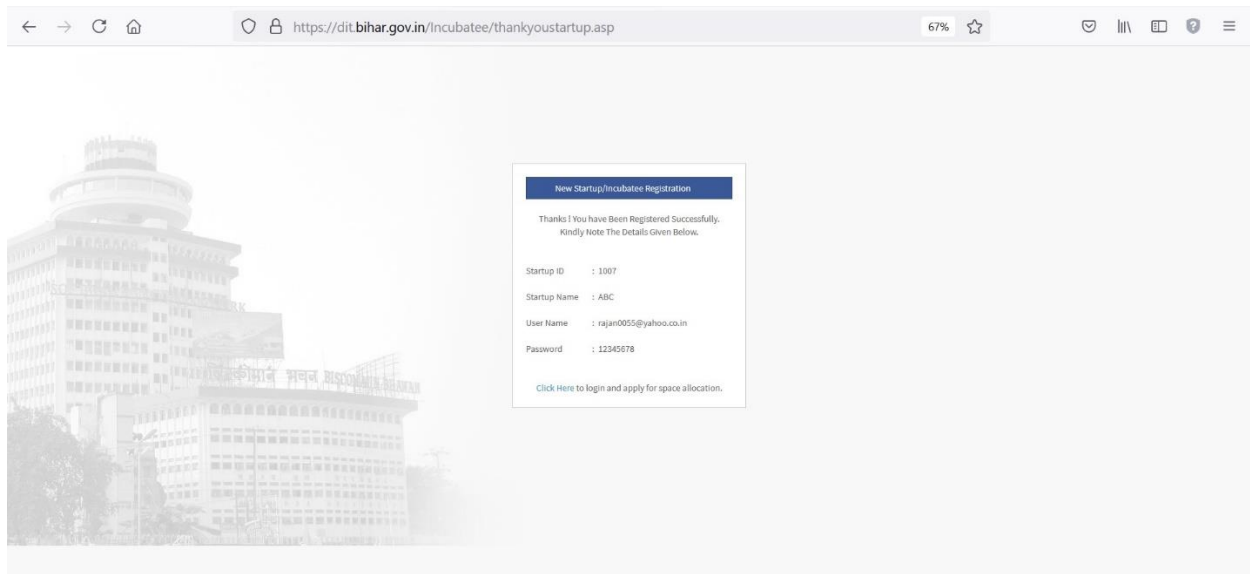 https://dit.bihar.gov.in/Incubatee/thankyoustartup.asp
67%
New Startup/Incubatee Registration
Thanks ! You have Been Registered Successfully.
Kindly Note The Details Given Below.
Startup ID : 1007
Startup Name : ABC
User Name : rajan0055@yahoo.co.in
Password : 12345678
Click Here to login and apply for space allocation.
भवन